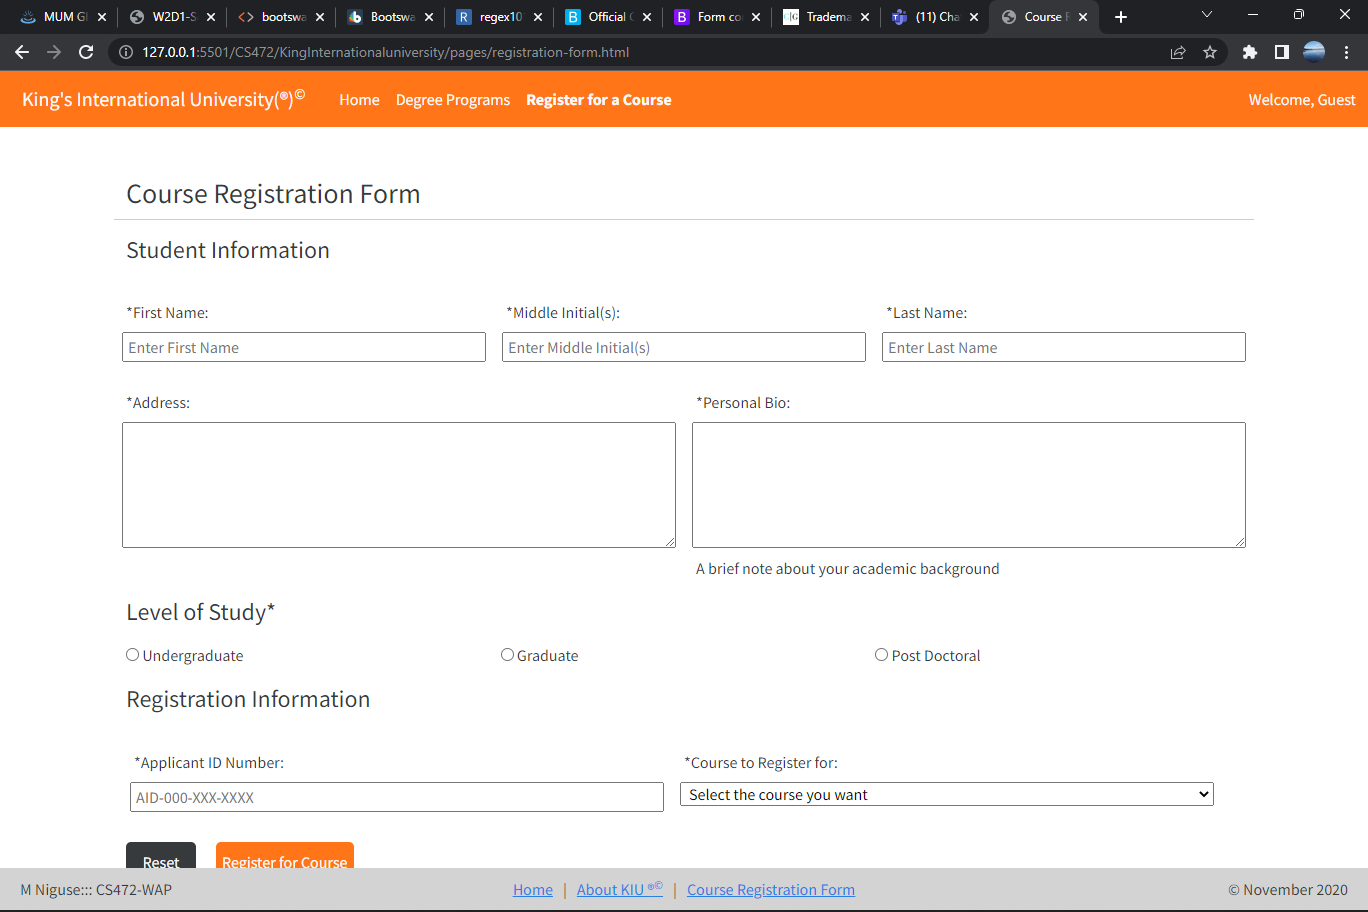 MUM G W2D1-S bootswa Bootswa regex10 Official Form co Tradema (11) Cha Course
127.0.0.1:5501/CS472/KingInternationaluniversity/pages/registration-form.html
King's International University(®)© Home Degree Programs Register for a Course Welcome, Guest
Course Registration Form
Student Information
*First Name: *Middle Initial(s): *Last Name:
Enter First Name Enter Middle Initial(s) Enter Last Name
*Address: *Personal Bio:
A brief note about your academic background
Level of Study*
Undergraduate Graduate Post Doctoral
Registration Information
*Applicant ID Number: *Course to Register for:
AID-000-XXX-XXXX Select the course you want
Reset Register for Course
M Niguse::: CS472-WAP Home | About KIU ®© | Course Registration Form © November 2020